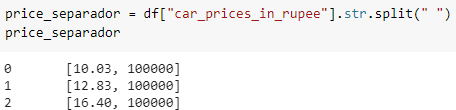 price_separador = df["car_prices_in_rupee"].str.split(" ")
price_separador
0 [10.03, 100000]
1 [12.83, 100000]
2 [16.40, 100000]